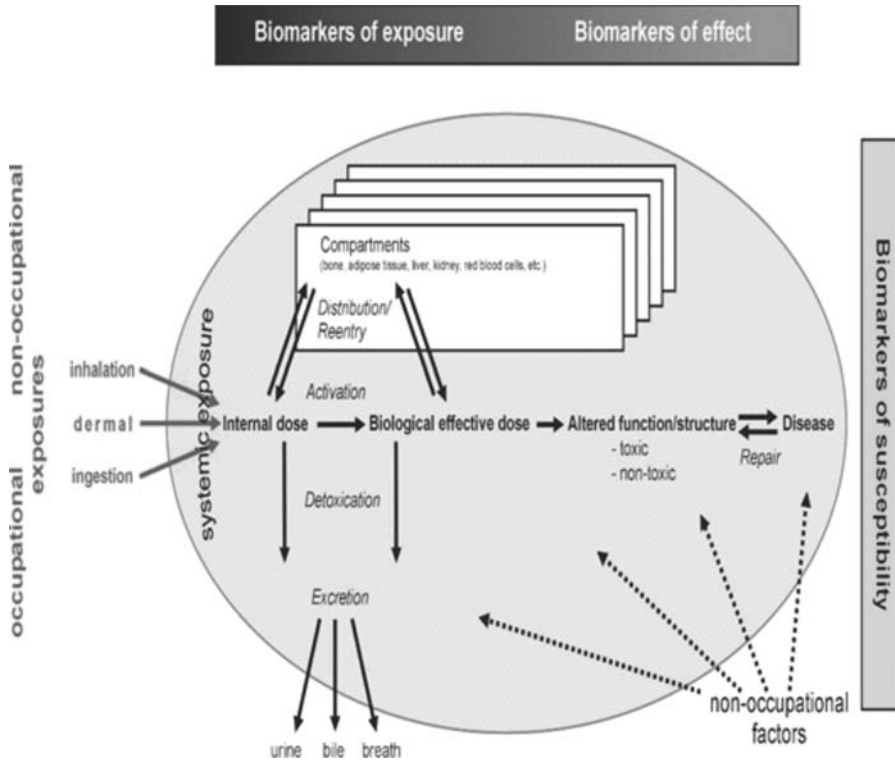 Biomarkers of exposure Biomarkers of effect
occupational non-occupational
exposures
inhalation
dermal
ingestion
systemic exposure
Compartments
(bone, adipose tissue, liver, kidney, red blood cells, etc.)
Distribution/
Reentry
Activation
Internal dose Biological effective dose Altered function/structure Disease
- toxic
- non-toxic
Repair
Detoxication
Excretion
urine bile breath
non-occupational
factors
Biomarkers of susceptibility